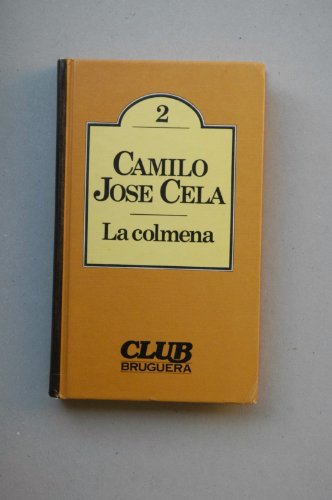 2
CAMILO
JOSE CELA
La colmena
CLUB
BRUGUERA